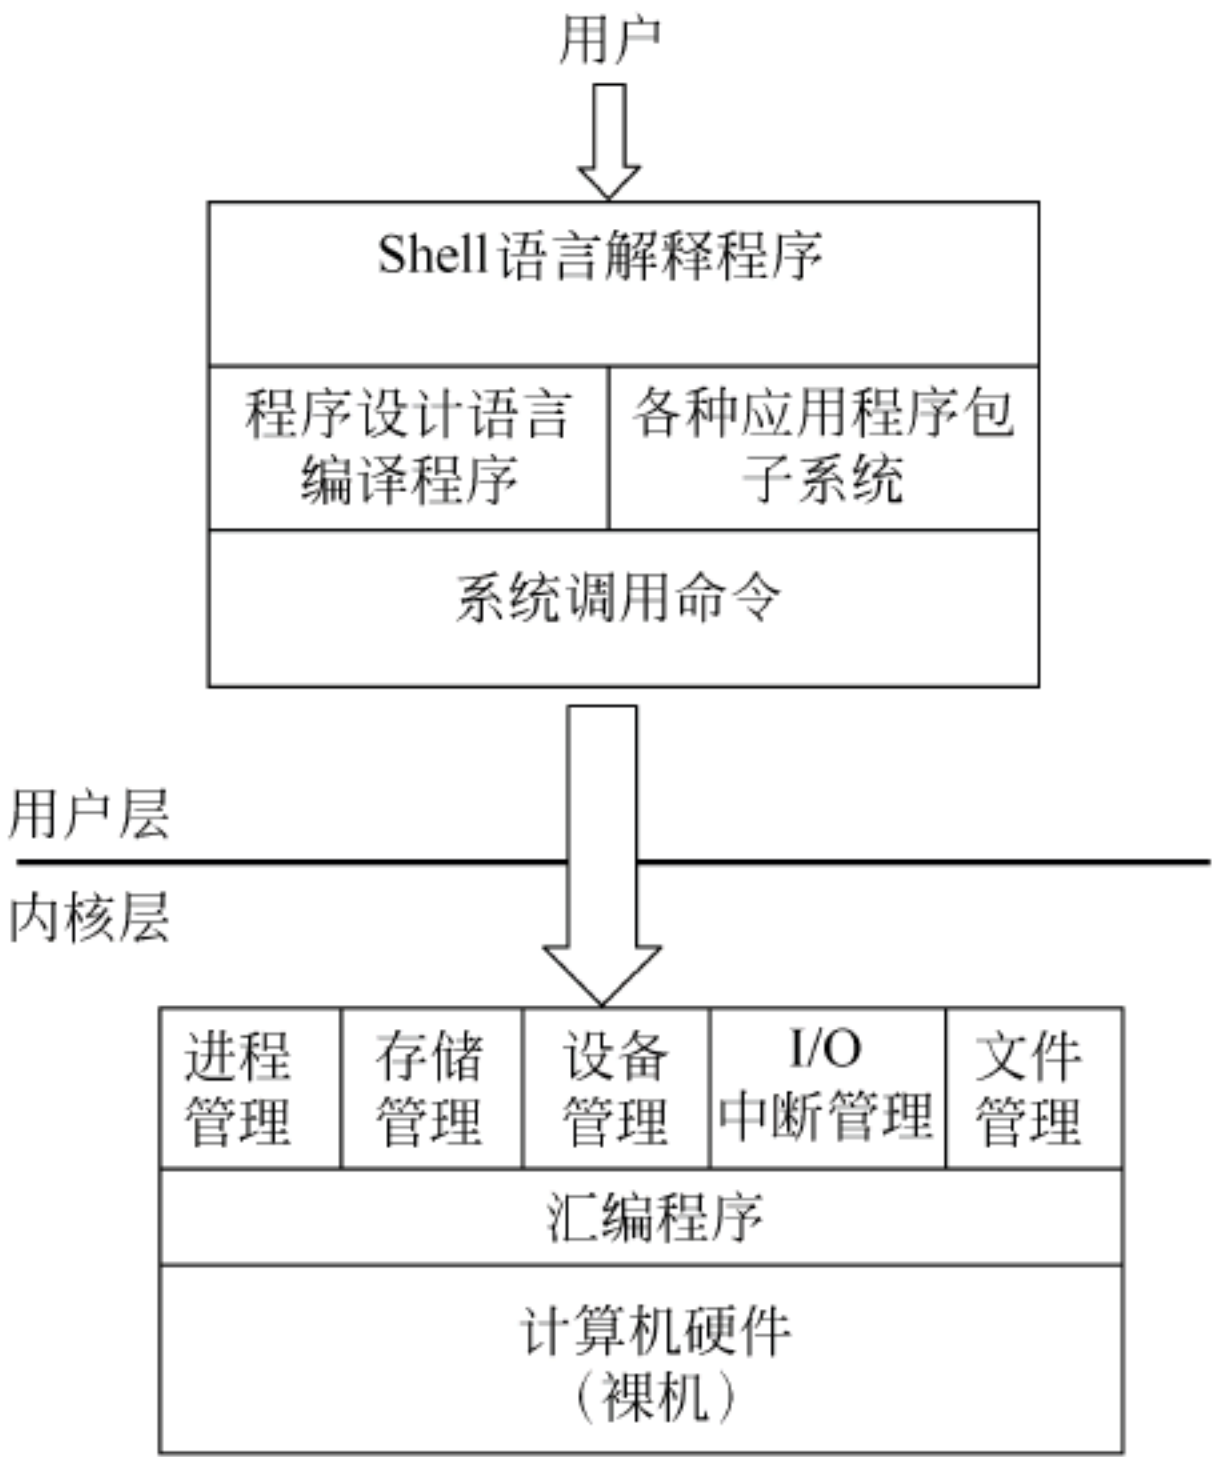 用户
Shell语言解释程序
程序设计语言
编译程序
各种应用程序包
子系统
系统调用命令
用户层
内核层
进程
管理
存储
管理
设备
管理
I/O
中断管理
文件
管理
汇编程序
计算机硬件
（裸机）